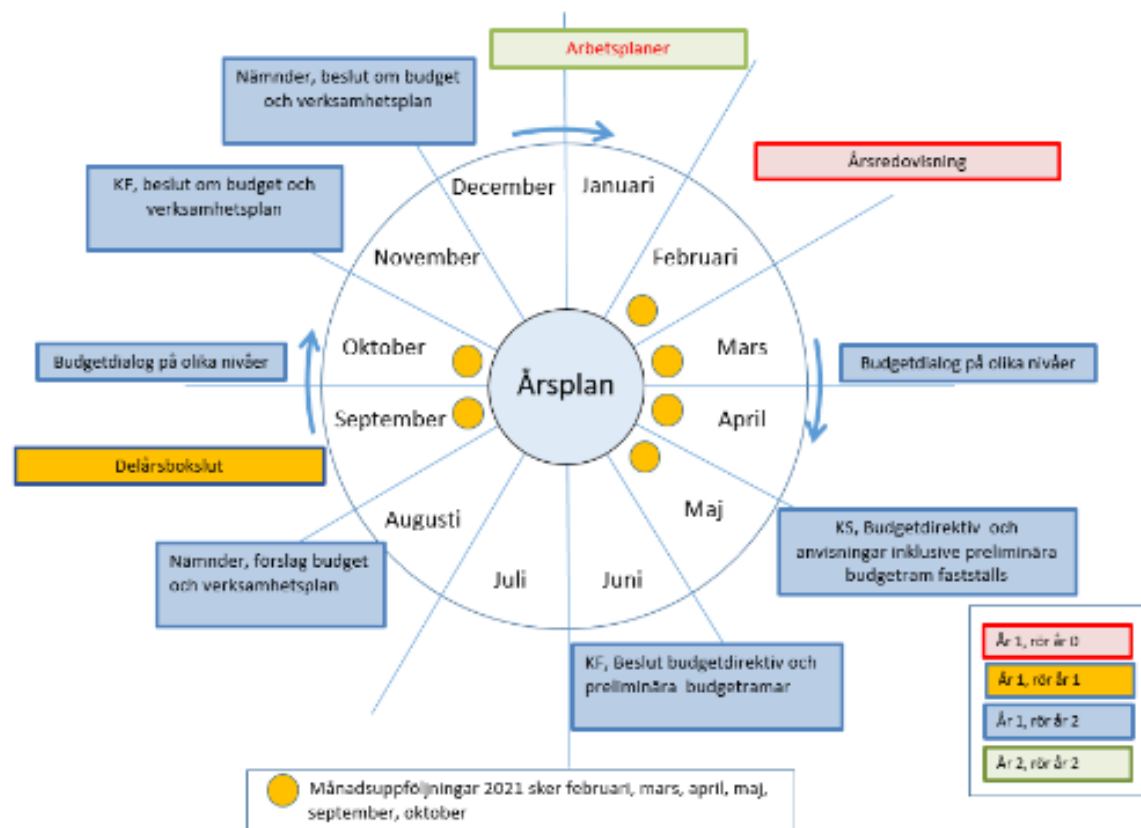 Arbetsplaner
Nämnder, beslut om budget
och verksamhetsplan
Årsredovisning
KF, beslut om budget och
verksamhetsplan
December
Januari
November
Februari
Oktober
Mars
Budgetdialog på olika nivåer
Årsplan
Budgetdialog på olika nivåer
September
April
Delårsbokslut
Augusti
Maj
KS, Budgetdirektiv och
anvisningar inklusive preliminära
budgetram fastställs
Nämnder, förslag budget
och verksamhetsplan
Juli
Juni
KF, Beslut budgetdirektiv och
preliminära budgetramar
År 1, rör år 0
År 1, rör år 1
År 1, rör år 2
År 2, rör år 2
Månadsuppföljningar 2021 sker februari, mars, april, maj,
september, oktober